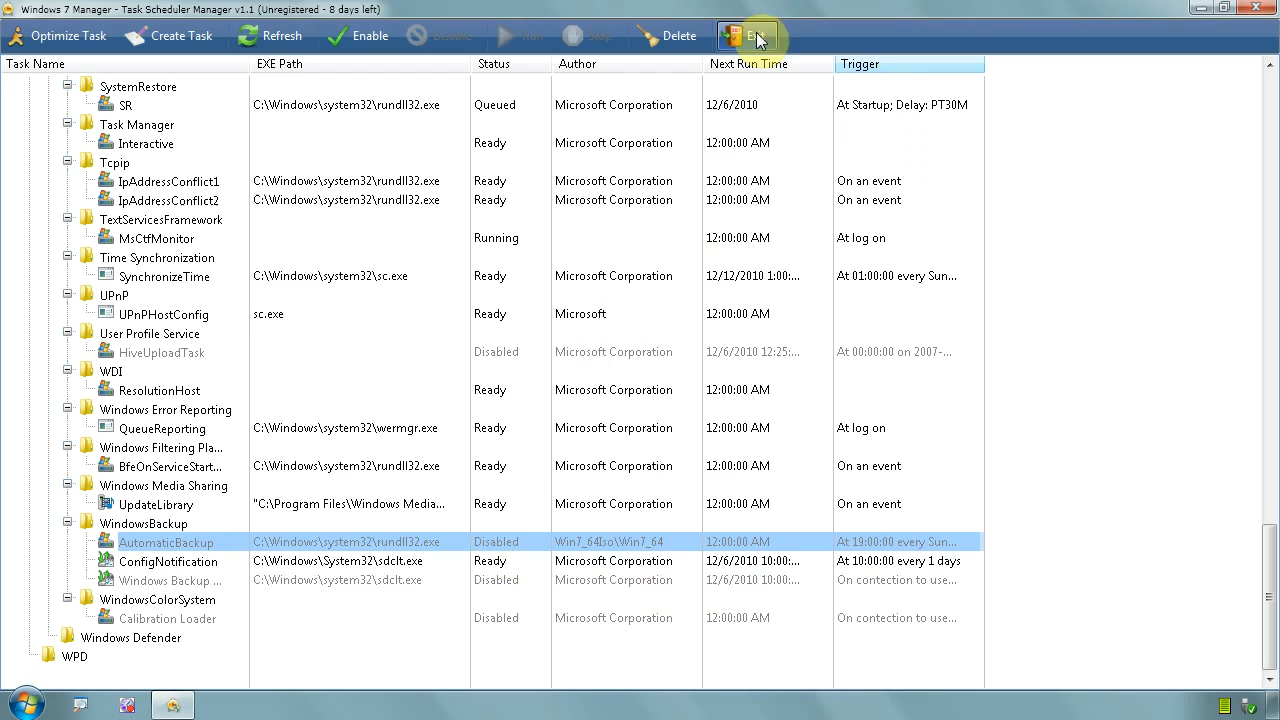 Windows 7 Manager - Task Scheduler Manager v1.1 (Unregistered - 8 days left)
Optimize Task Create Task Refresh Enable Disable Run Stop Delete
Task Name EXE Path Status Author Next Run Time Trigger
SystemRestore
SR C:\Windows\system32\rundll32.exe Queued Microsoft Corporation 12/6/2010 At Startup; Delay: PT30M
Task Manager
Interactive Ready Microsoft Corporation 12:00:00 AM
Tcpip
IpAddressConflict1 C:\Windows\system32\rundll32.exe Ready Microsoft Corporation 12:00:00 AM On an event
IpAddressConflict2 C:\Windows\system32\rundll32.exe Ready Microsoft Corporation 12:00:00 AM On an event
TextServicesFramework
MsCtfMonitor Running Microsoft Corporation 12:00:00 AM At log on
Time Synchronization
SynchronizeTime C:\Windows\system32\sc.exe Ready Microsoft Corporation 12/12/2010 1:00:... At 01:00:00 every Sun...
UPnP
UPnPHostConfig sc.exe Ready Microsoft 12:00:00 AM
User Profile Service
HiveUploadTask Disabled Microsoft Corporation 12/6/2010 12:25:... At 00:00:00 on 2007-...
WDI
ResolutionHost Ready Microsoft Corporation 12:00:00 AM
Windows Error Reporting
QueueReporting C:\Windows\system32\wermgr.exe Ready Microsoft Corporation 12:00:00 AM At log on
Windows Filtering Pla...
BfeOnServiceStart... C:\Windows\system32\rundll32.exe Ready Microsoft Corporation 12:00:00 AM On an event
Windows Media Sharing
UpdateLibrary "C:\Program Files\Windows Media... Ready Microsoft Corporation 12:00:00 AM On an event
WindowsBackup
AutomaticBackup C:\Windows\system32\rundll32.exe Disabled Win7_64Iso\Win7_64 12:00:00 AM At 19:00:00 every Sun...
ConfigNotification C:\Windows\System32\sdclt.exe Ready Microsoft Corporation 12/6/2010 10:00:... At 10:00:00 every 1 days
Windows Backup ... C:\Windows\system32\sdclt.exe Disabled Microsoft Corporation 12/6/2010 10:00:... On contection to use...
WindowsColorSystem
Calibration Loader Disabled Microsoft Corporation 12:00:00 AM On contection to use...
Windows Defender
WPD